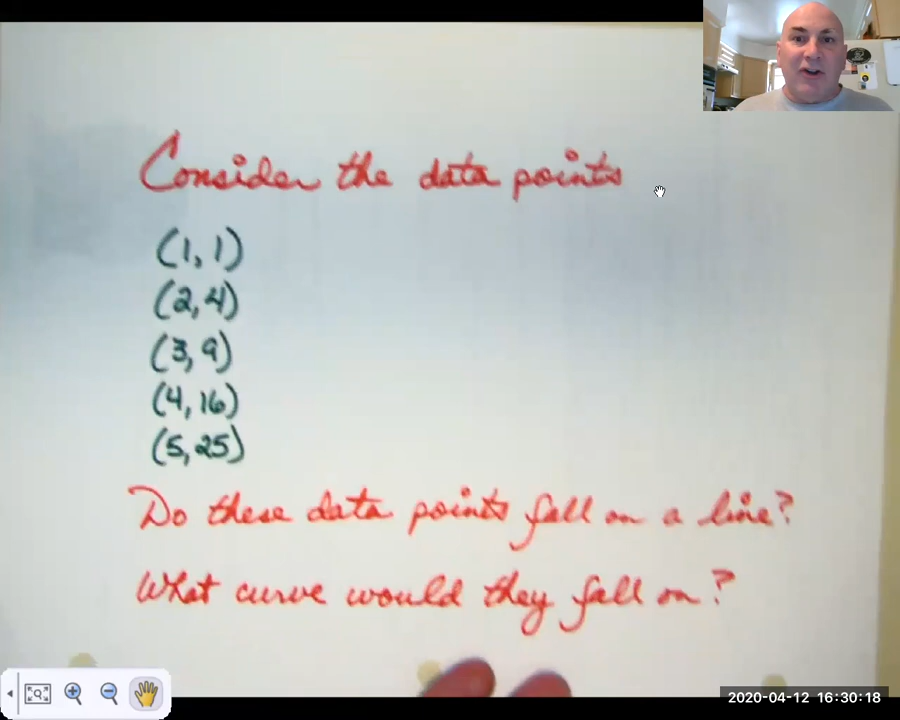 Consider the data points
(1, 1)
(2, 4)
(3, 9)
(4, 16)
(5, 25)
Do these data points fall on a line?
What curve would they fall on?
2020-04-12 16:30:18